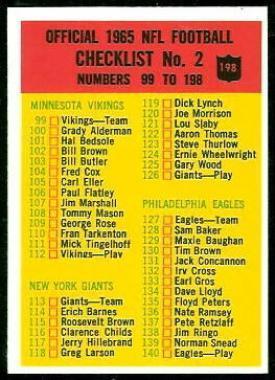 OFFICIAL 1965 NFL FOOTBALL
CHECKLIST No. 2
NUMBERS 99 TO 198
198
MINNESOTA VIKINGS
99 Vikings—Team
100 Grady Alderman
101 Hal Bedsole
102 Bill Brown
103 Bill Butler
104 Fred Cox
105 Carl Eller
106 Paul Flatley
107 Jim Marshall
108 Tommy Mason
109 George Rose
110 Fran Tarkenton
111 Mick Tingelhoff
112 Vikings—Play
NEW YORK GIANTS
113 Giants—Team
114 Erich Barnes
115 Roosevelt Brown
116 Clarence Childs
117 Jerry Hillebrand
118 Greg Larson
119 Dick Lynch
120 Joe Morrison
121 Lou Slaby
122 Aaron Thomas
123 Steve Thurlow
124 Ernie Wheelwright
125 Gary Wood
126 Giants—Play
PHILADELPHIA EAGLES
127 Eagles—Team
128 Sam Baker
129 Maxie Baughan
130 Tim Brown
131 Jack Concannon
132 Irv Cross
133 Earl Gros
134 Dave Lloyd
135 Floyd Peters
136 Nate Ramsey
137 Pete Retzlaff
138 Jim Ringo
139 Norman Snead
140 Eagles—Play